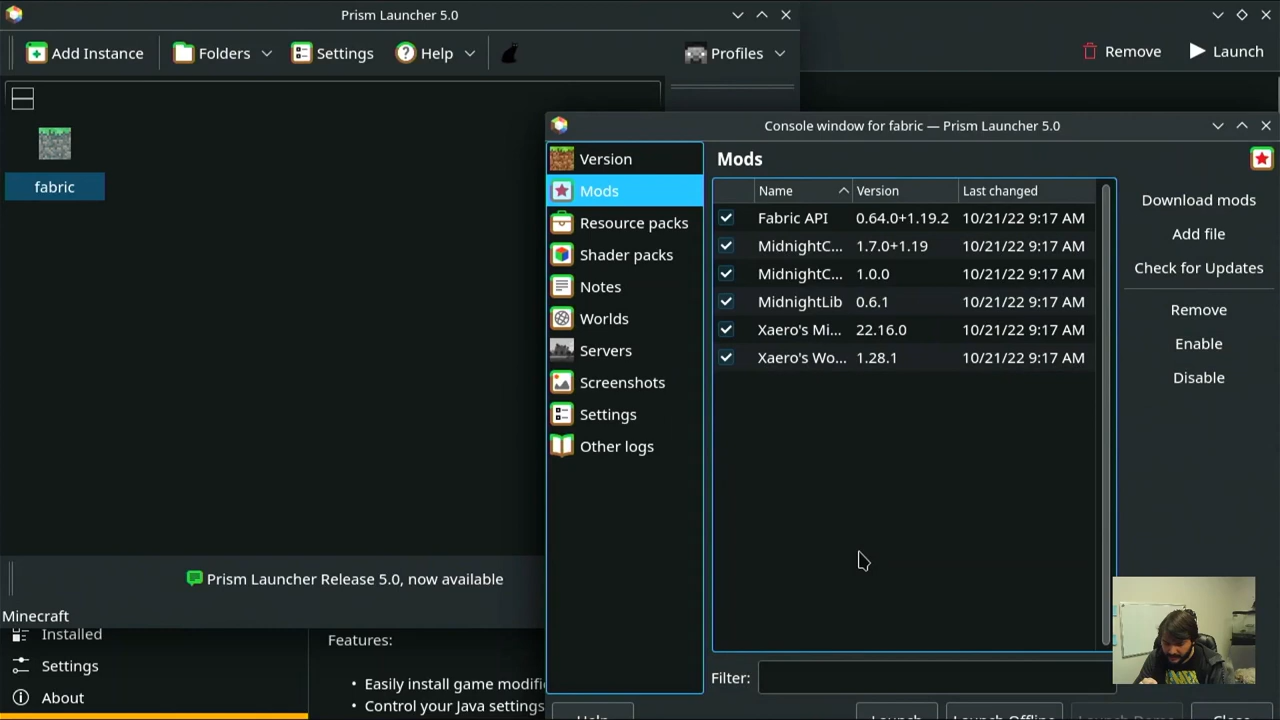 Prism Launcher 5.0
Add Instance
Folders
Settings
Help
Profiles
Remove
Launch
fabric
Prism Launcher Release 5.0, now available
Minecraft
Installed
Settings
About
Features:
• Easily install game modifi
• Control your Java settings
Console window for fabric — Prism Launcher 5.0
Version
Mods
Resource packs
Shader packs
Notes
Worlds
Servers
Screenshots
Settings
Other logs
Mods
Name Version Last changed
Fabric API 0.64.0+1.19.2 10/21/22 9:17 AM
MidnightC... 1.7.0+1.19 10/21/22 9:17 AM
MidnightC... 1.0.0 10/21/22 9:17 AM
MidnightLib 0.6.1 10/21/22 9:17 AM
Xaero's Mi... 22.16.0 10/21/22 9:17 AM
Xaero's Wo... 1.28.1 10/21/22 9:17 AM
Download mods
Add file
Check for Updates
Remove
Enable
Disable
Filter:
Help
Launch
Launch Offline
Launch Demo
Close